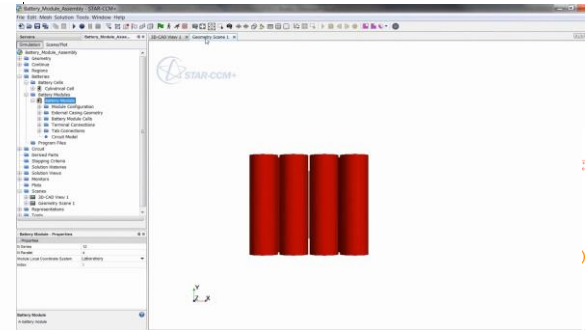 Battery_Module_Assembly - STAR-CCM+
File Edit Mesh Solution Tools Window Help
Servers
Battery_Module_Asse...
3D-CAD View 1
Geometry Scene 1
Simulation
Scene/Plot
Battery_Module_Assembly
Geometry
Continua
Regions
Batteries
Battery Cells
Cylindrical Cell
Battery Modules
Battery Module
Module Configuration
External Casing Geometry
Battery Module Cells
Terminal Connections
Tab Connections
Circuit Model
Program Files
Circuit
Derived Parts
Stopping Criteria
Solution Histories
Solution Views
Monitors
Plots
Scenes
3D-CAD View 1
Geometry Scene 1
Representations
Tools
STAR-CCM+
Battery Module - Properties
Properties
Module Local Coordinate System
Laboratory
Index
Y
Z X
Battery Module
A battery module